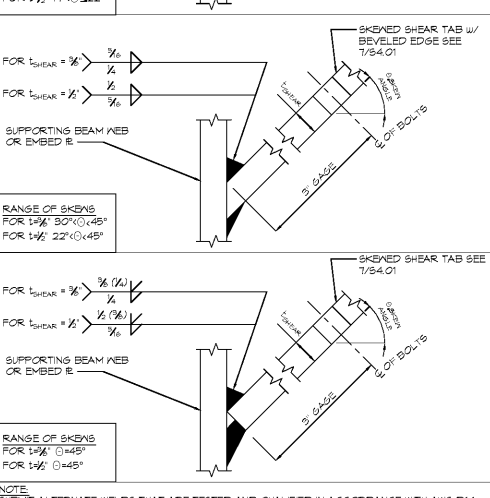 SKEWED SHEAR TAB W/
BEVELED EDGE SEE
7/S4.01
FOR tSHEAR = 3/8"
5/16
1/4
FOR tSHEAR = 1/2"
1/2
5/16
tSHEAR
SKEW
ANGLE
℄ OF BOLTS
3" GAGE
SUPPORTING BEAM WEB
OR EMBED ℞
RANGE OF SKEWS
FOR t=3/8" 30°<Θ<45°
FOR t=1/2" 22°<Θ<45°
SKEWED SHEAR TAB SEE
7/S4.01
FOR tSHEAR = 3/8"
(1/4)
1/4
FOR tSHEAR = 1/2"
1/2
5/16
tSHEAR
SKEW
ANGLE
℄ OF BOLTS
3" GAGE
SUPPORTING BEAM WEB
OR EMBED ℞
RANGE OF SKEWS
FOR t=3/8" Θ=45°
FOR t=1/2" Θ=45°
NOTE: